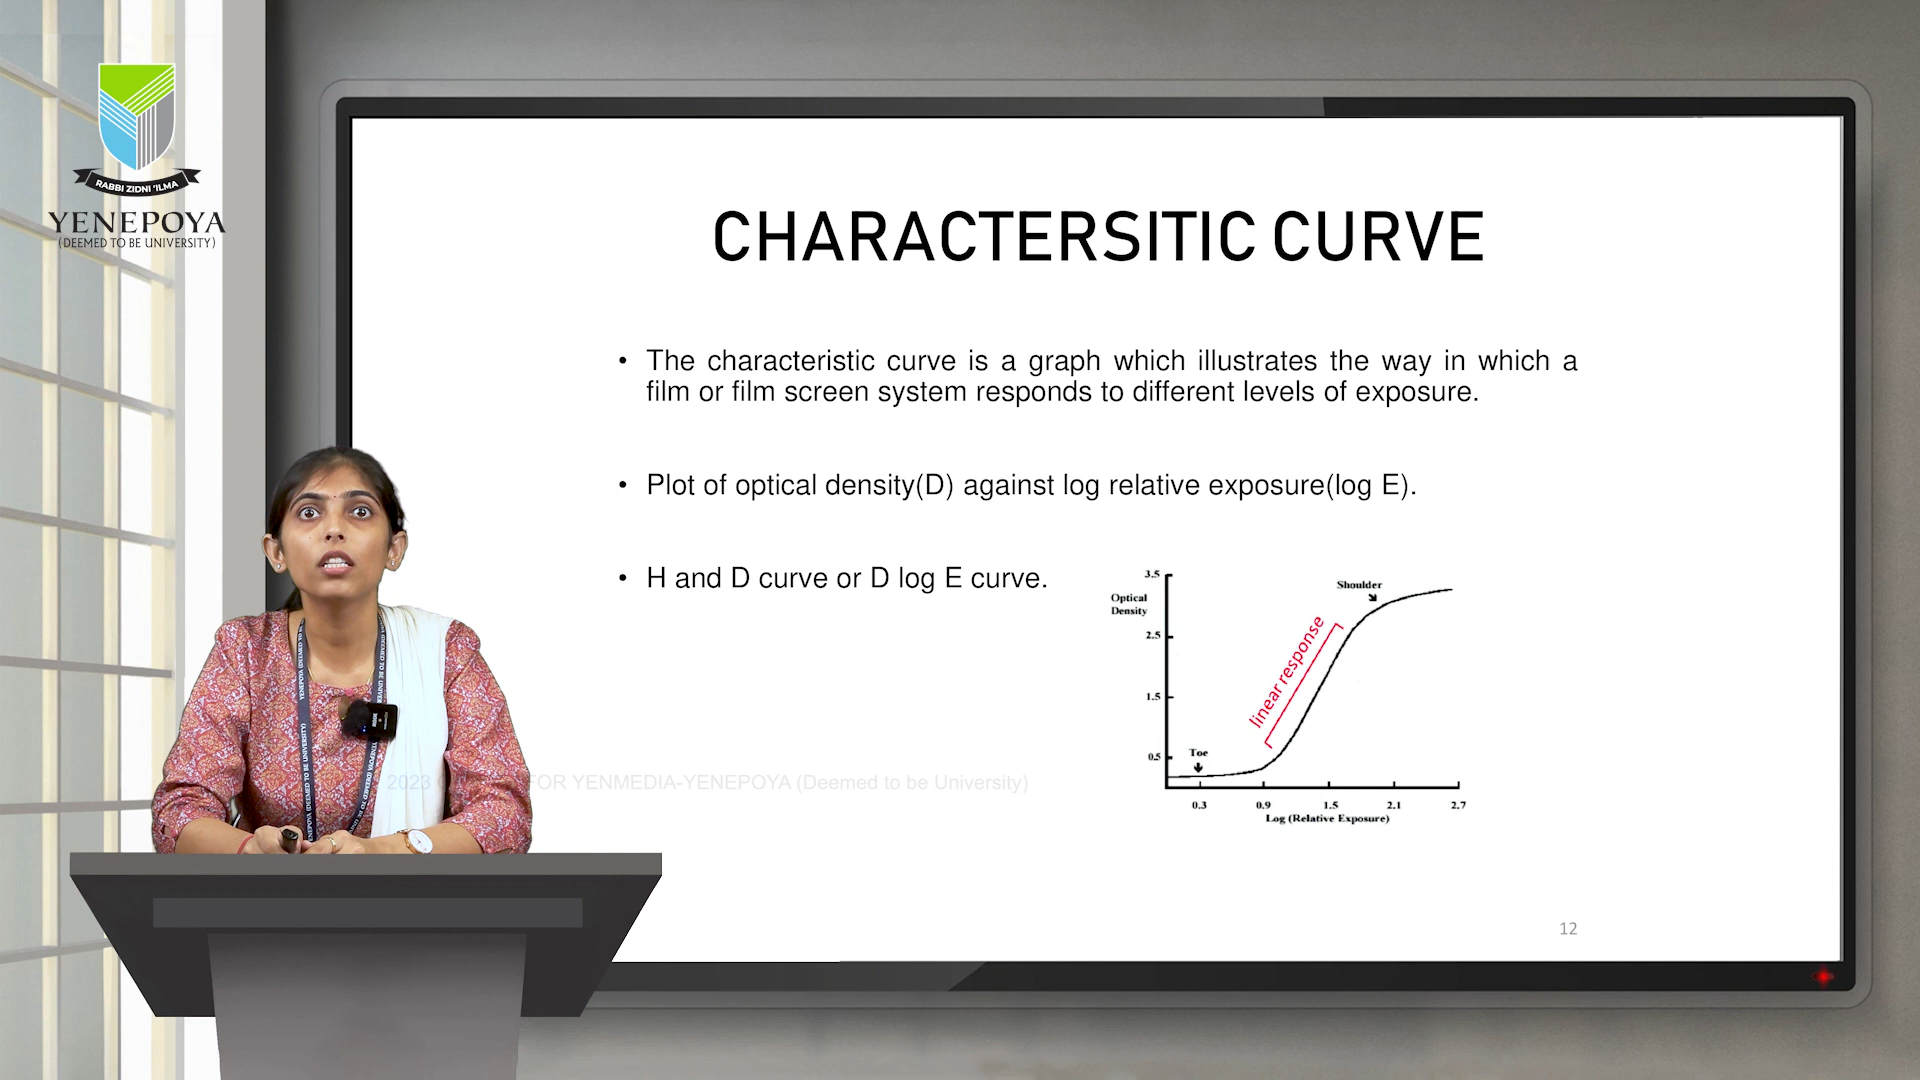 RABBI ZIDNI 'ILMA
YENEPOYA
(DEEMED TO BE UNIVERSITY)
CHARACTERSITIC CURVE
• The characteristic curve is a graph which illustrates the way in which a
film or film screen system responds to different levels of exposure.
• Plot of optical density(D) against log relative exposure(log E).
• H and D curve or D log E curve.
3.5
Optical
Density
2.5
1.5
0.5
Shoulder
linear response
Toe
0.3 0.9 1.5 2.1 2.7
Log (Relative Exposure)
2023 FOR YENMEDIA-YENEPOYA (Deemed to be University)
12